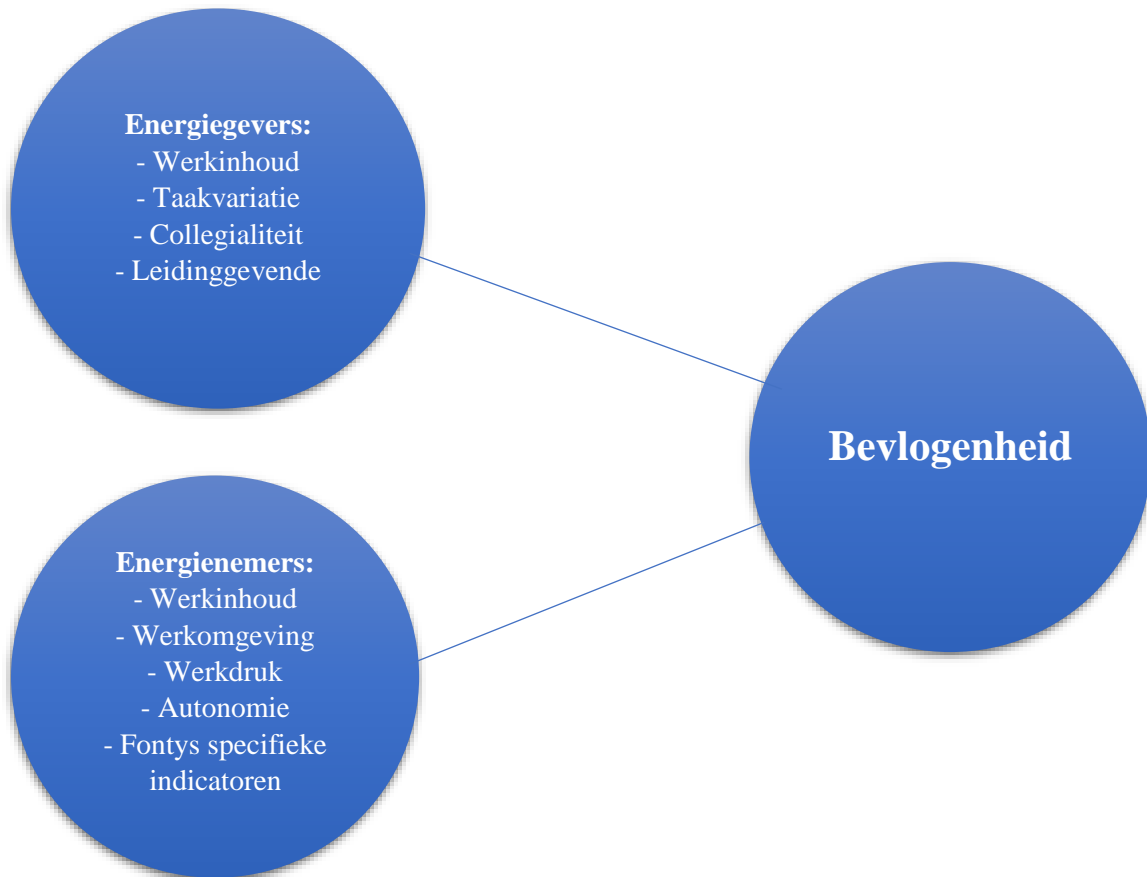 Energiegevers:
- Werkinhoud
- Taakvariatie
- Collegialiteit
- Leidinggevende
Bevlogenheid
Energienemers:
- Werkinhoud
- Werkomgeving
- Werkdruk
- Autonomie
- Fontys specifieke
indicatoren